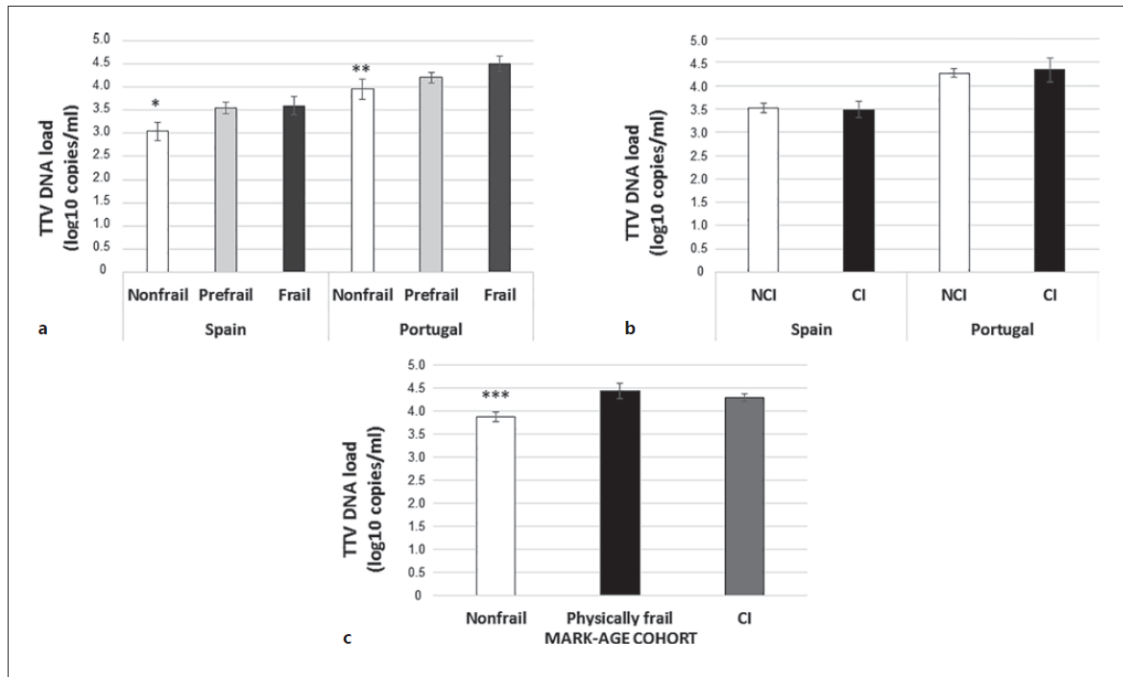 TTV DNA load
(log10 copies/ml)
5.0
4.5
4.0
3.5
3.0
2.5
2.0
1.5
1.0
0.5
0
*
**
Nonfrail Prefrail Frail Nonfrail Prefrail Frail
Spain Portugal
a
TTV DNA load
(log10 copies/ml)
5.0
4.5
4.0
3.5
3.0
2.5
2.0
1.5
1.0
0.5
0
NCI CI NCI CI
Spain Portugal
b
TTV DNA load
(log10 copies/ml)
5.0
4.5
4.0
3.5
3.0
2.5
2.0
1.5
1.0
0.5
0
***
Nonfrail Physically frail CI
MARK-AGE COHORT
c